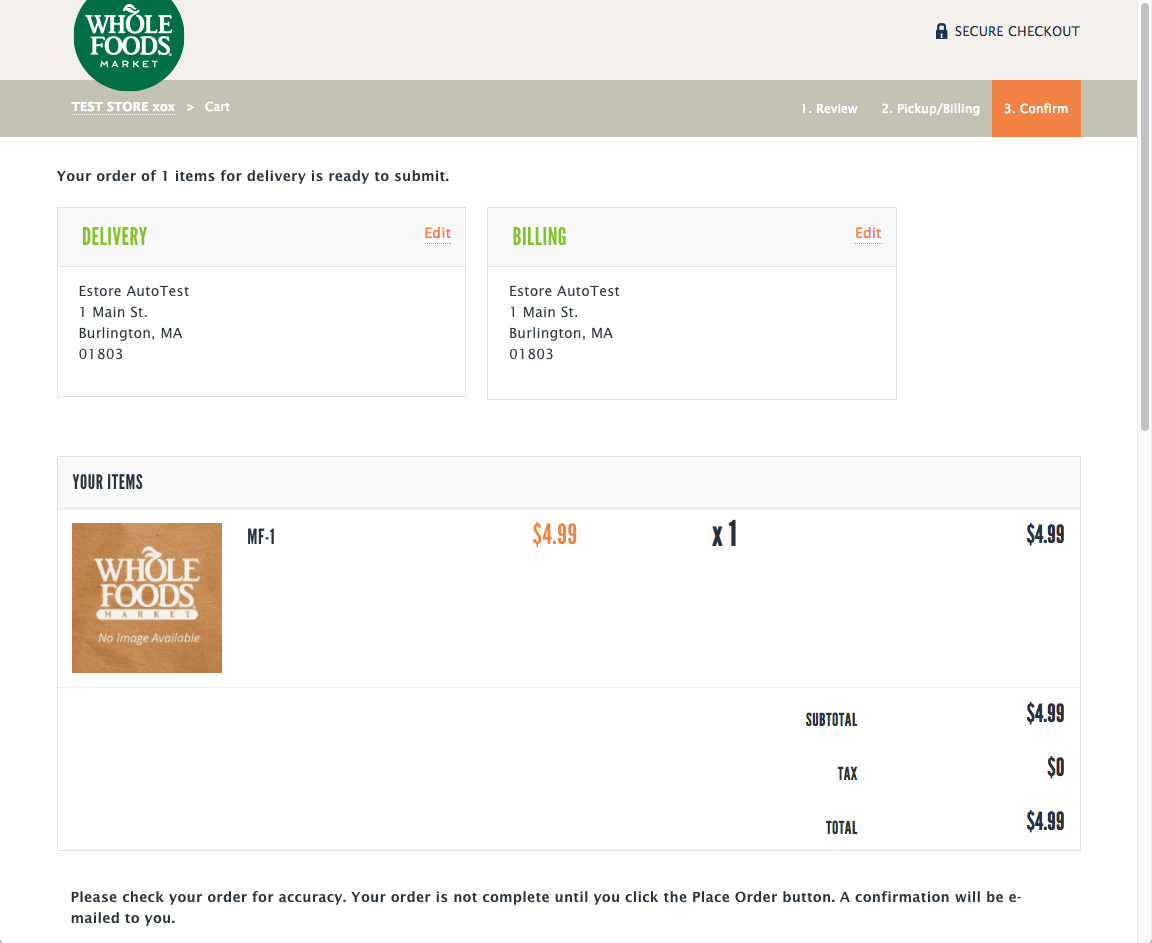 WHOLE
FOODS
MARKET
SECURE CHECKOUT
TEST STORE xox > Cart
1. Review 2. Pickup/Billing 3. Confirm
Your order of 1 items for delivery is ready to submit.
DELIVERY Edit
Estore AutoTest
1 Main St.
Burlington, MA
01803
BILLING Edit
Estore AutoTest
1 Main St.
Burlington, MA
01803
YOUR ITEMS
WHOLE
FOODS
MARKET
No Image Available
MF-1 $4.99 x 1 $4.99
SUBTOTAL $4.99
TAX $0
TOTAL $4.99
Please check your order for accuracy. Your order is not complete until you click the Place Order button. A confirmation will be e-
mailed to you.